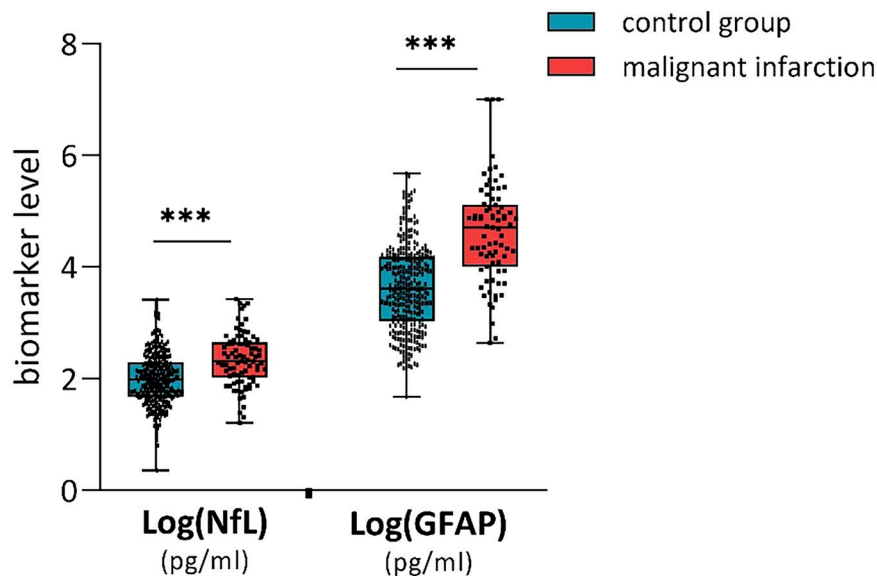 control group
malignant infarction
biomarker level
8
6
4
2
0
***
***
Log(NfL)
(pg/ml)
Log(GFAP)
(pg/ml)